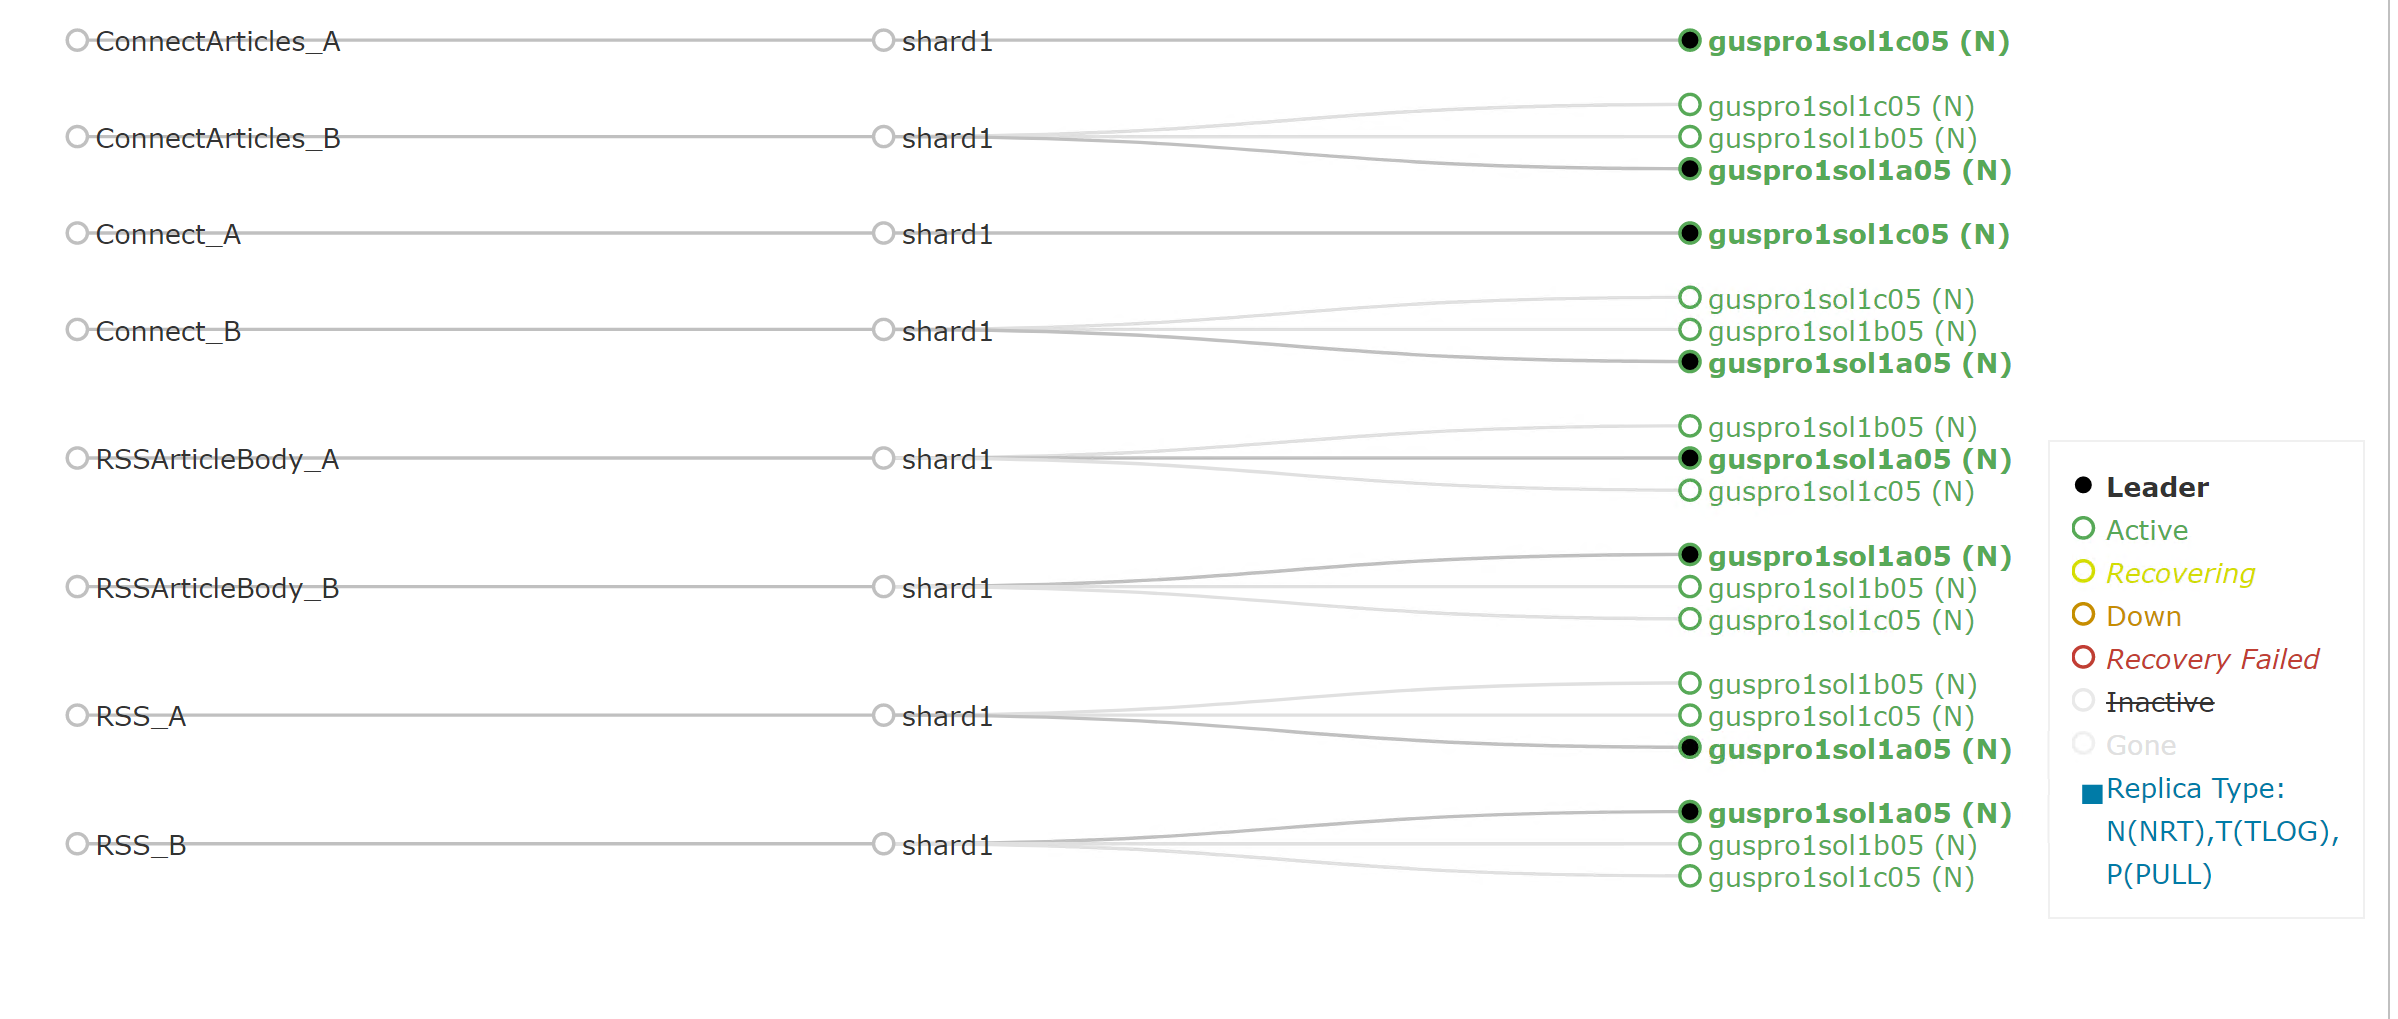 ConnectArticles_A shard1 guspro1sol1c05 (N)
guspro1sol1c05 (N)
ConnectArticles_B shard1 guspro1sol1b05 (N)
guspro1sol1a05 (N)
Connect_A shard1 guspro1sol1c05 (N)
guspro1sol1c05 (N)
Connect_B shard1 guspro1sol1b05 (N)
guspro1sol1a05 (N)
guspro1sol1b05 (N)
RSSArticleBody_A shard1 guspro1sol1a05 (N)
guspro1sol1c05 (N)
guspro1sol1a05 (N)
RSSArticleBody_B shard1 guspro1sol1b05 (N)
guspro1sol1c05 (N)
guspro1sol1b05 (N)
RSS_A shard1 guspro1sol1c05 (N)
guspro1sol1a05 (N)
guspro1sol1a05 (N)
RSS_B shard1 guspro1sol1b05 (N)
guspro1sol1c05 (N)
Leader
Active
Recovering
Down
Recovery Failed
Inactive
Gone
Replica Type:
N(NRT),T(TLOG),
P(PULL)